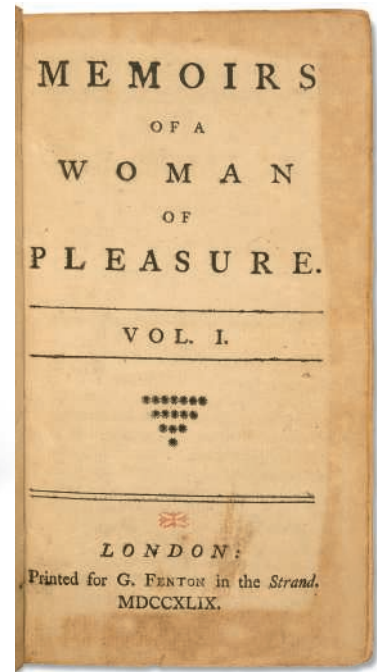 MEMOIRS
OF A
WOMAN
OF
PLEASURE.
VOL. I.
LONDON:
Printed for G. FENTON in the Strand.
MDCCXLIX.